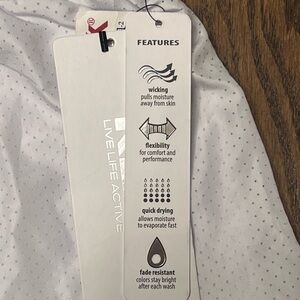 FEATURES
wicking
pulls moisture
away from skin
flexibility
for comfort and
performance
quick drying
allows moisture
to evaporate fast
fade resistant
colors stay bright
after each wash
LIVE LIFE ACTIVE